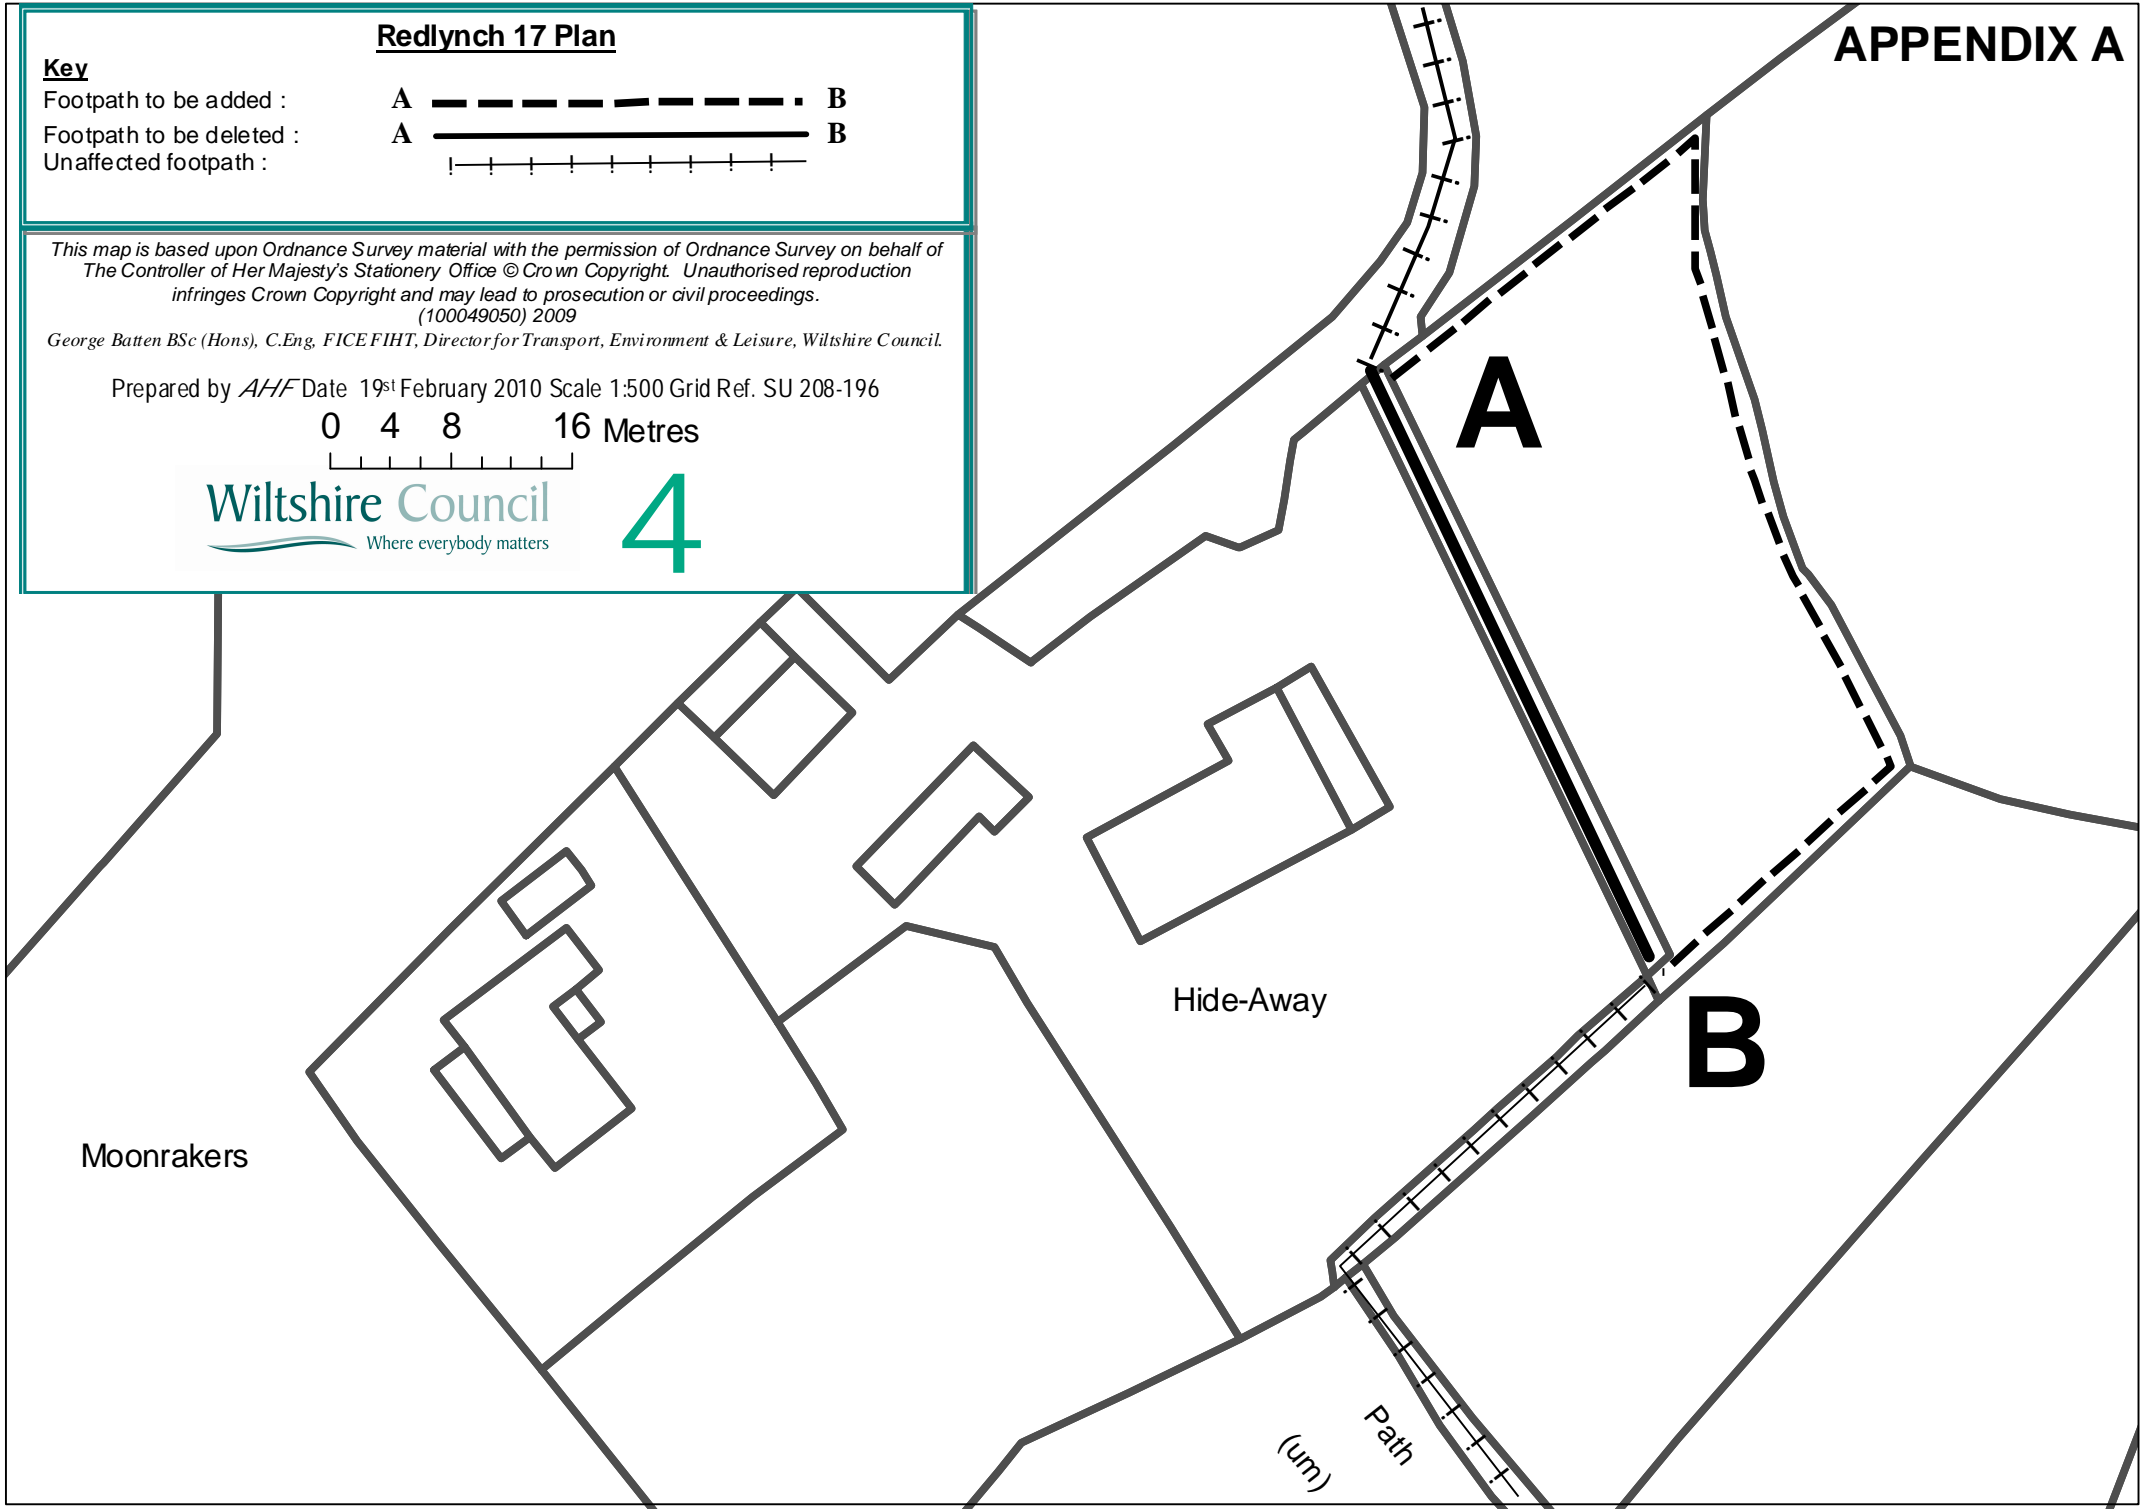 Redlynch 17 Plan
APPENDIX A
Key
Footpath to be added : A B
Footpath to be deleted : A B
Unaffected footpath :
This map is based upon Ordnance Survey material with the permission of Ordnance Survey on behalf of
The Controller of Her Majesty's Stationery Office © Crown Copyright. Unauthorised reproduction
infringes Crown Copyright and may lead to prosecution or civil proceedings.
(100049050) 2009
George Batten BSc (Hons), C.Eng, FICE FIHT, Director for Transport, Environment & Leisure, Wiltshire Council.
Prepared by AHF Date 19st February 2010 Scale 1:500 Grid Ref. SU 208-196
0 4 8 16 Metres
Wiltshire Council
Where everybody matters
4
A
Hide-Away
B
Moonrakers
Path
(um)